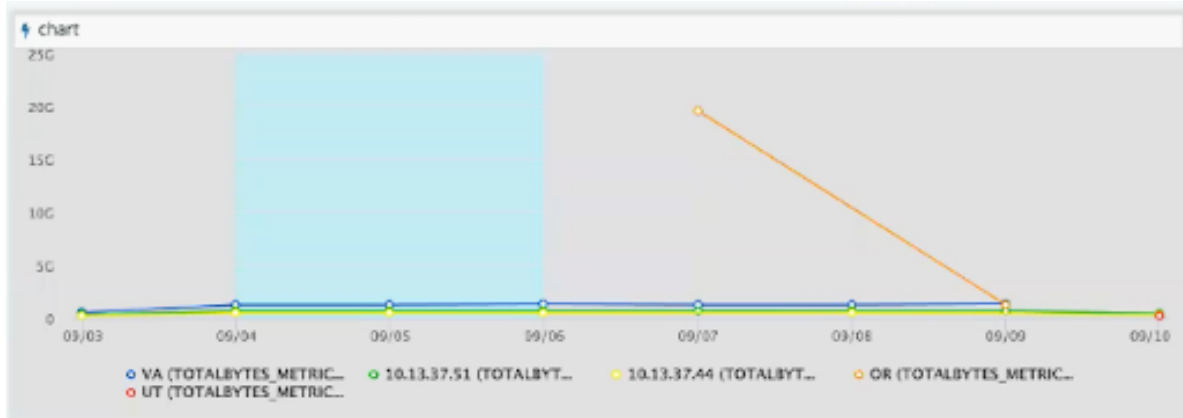 chart
25G
20G
15G
10G
5G
0
09/03 09/04 09/05 09/06 09/07 09/08 09/09 09/10
VA (TOTALBYTES_METRIC... 10.13.37.51 (TOTALBYT... 10.13.37.44 (TOTALBYT... OR (TOTALBYTES_METRIC...
UT (TOTALBYTES_METRIC...